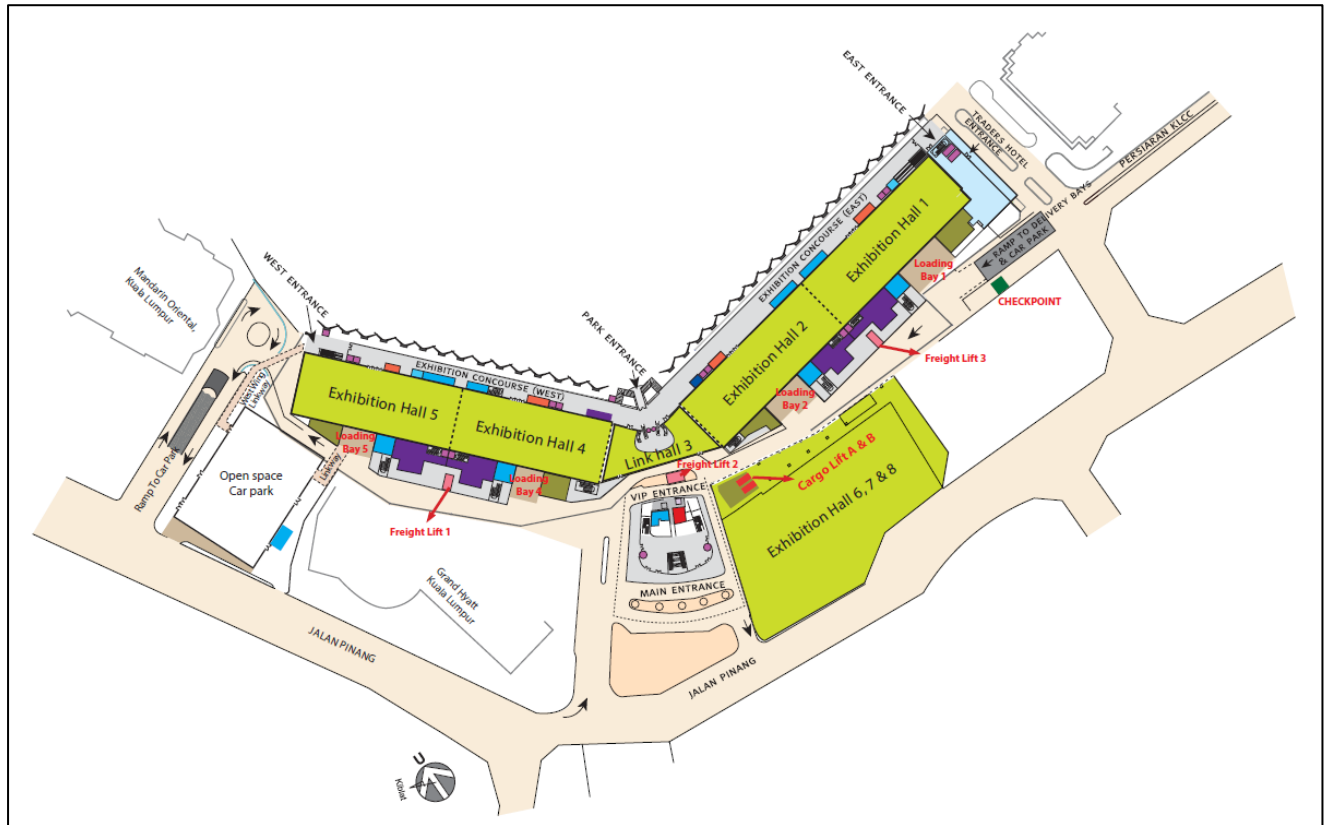 EAST ENTRANCE
TRADERS HOTEL
ENTRANCE
PERSIARAN KLCC
RAMP TO DELIVERY BAYS
& CAR PARK
CHECKPOINT
Loading
Bay 1
Exhibition Hall 1
EXHIBITION CONCOURSE (EAST)
Exhibition Hall 2
Freight Lift 3
Loading
Bay 2
Mandarin Oriental,
Kuala Lumpur
WEST ENTRANCE
PARK ENTRANCE
EXHIBITION CONCOURSE (WEST)
Exhibition Hall 5
Exhibition Hall 4
Link hall 3
West Wing
Linkway
Loading
Bay 5
Linkway
Loading
Bay 4
Freight Lift 2
Freight Lift 1
Ramp To Car Park
Open space
Car park
VIP ENTRANCE
Cargo Lift A & B
Exhibition Hall 6,7 & 8
MAIN ENTRANCE
Grand Hyatt
Kuala Lumpur
JALAN PINANG
JALAN PINANG
Kiblat